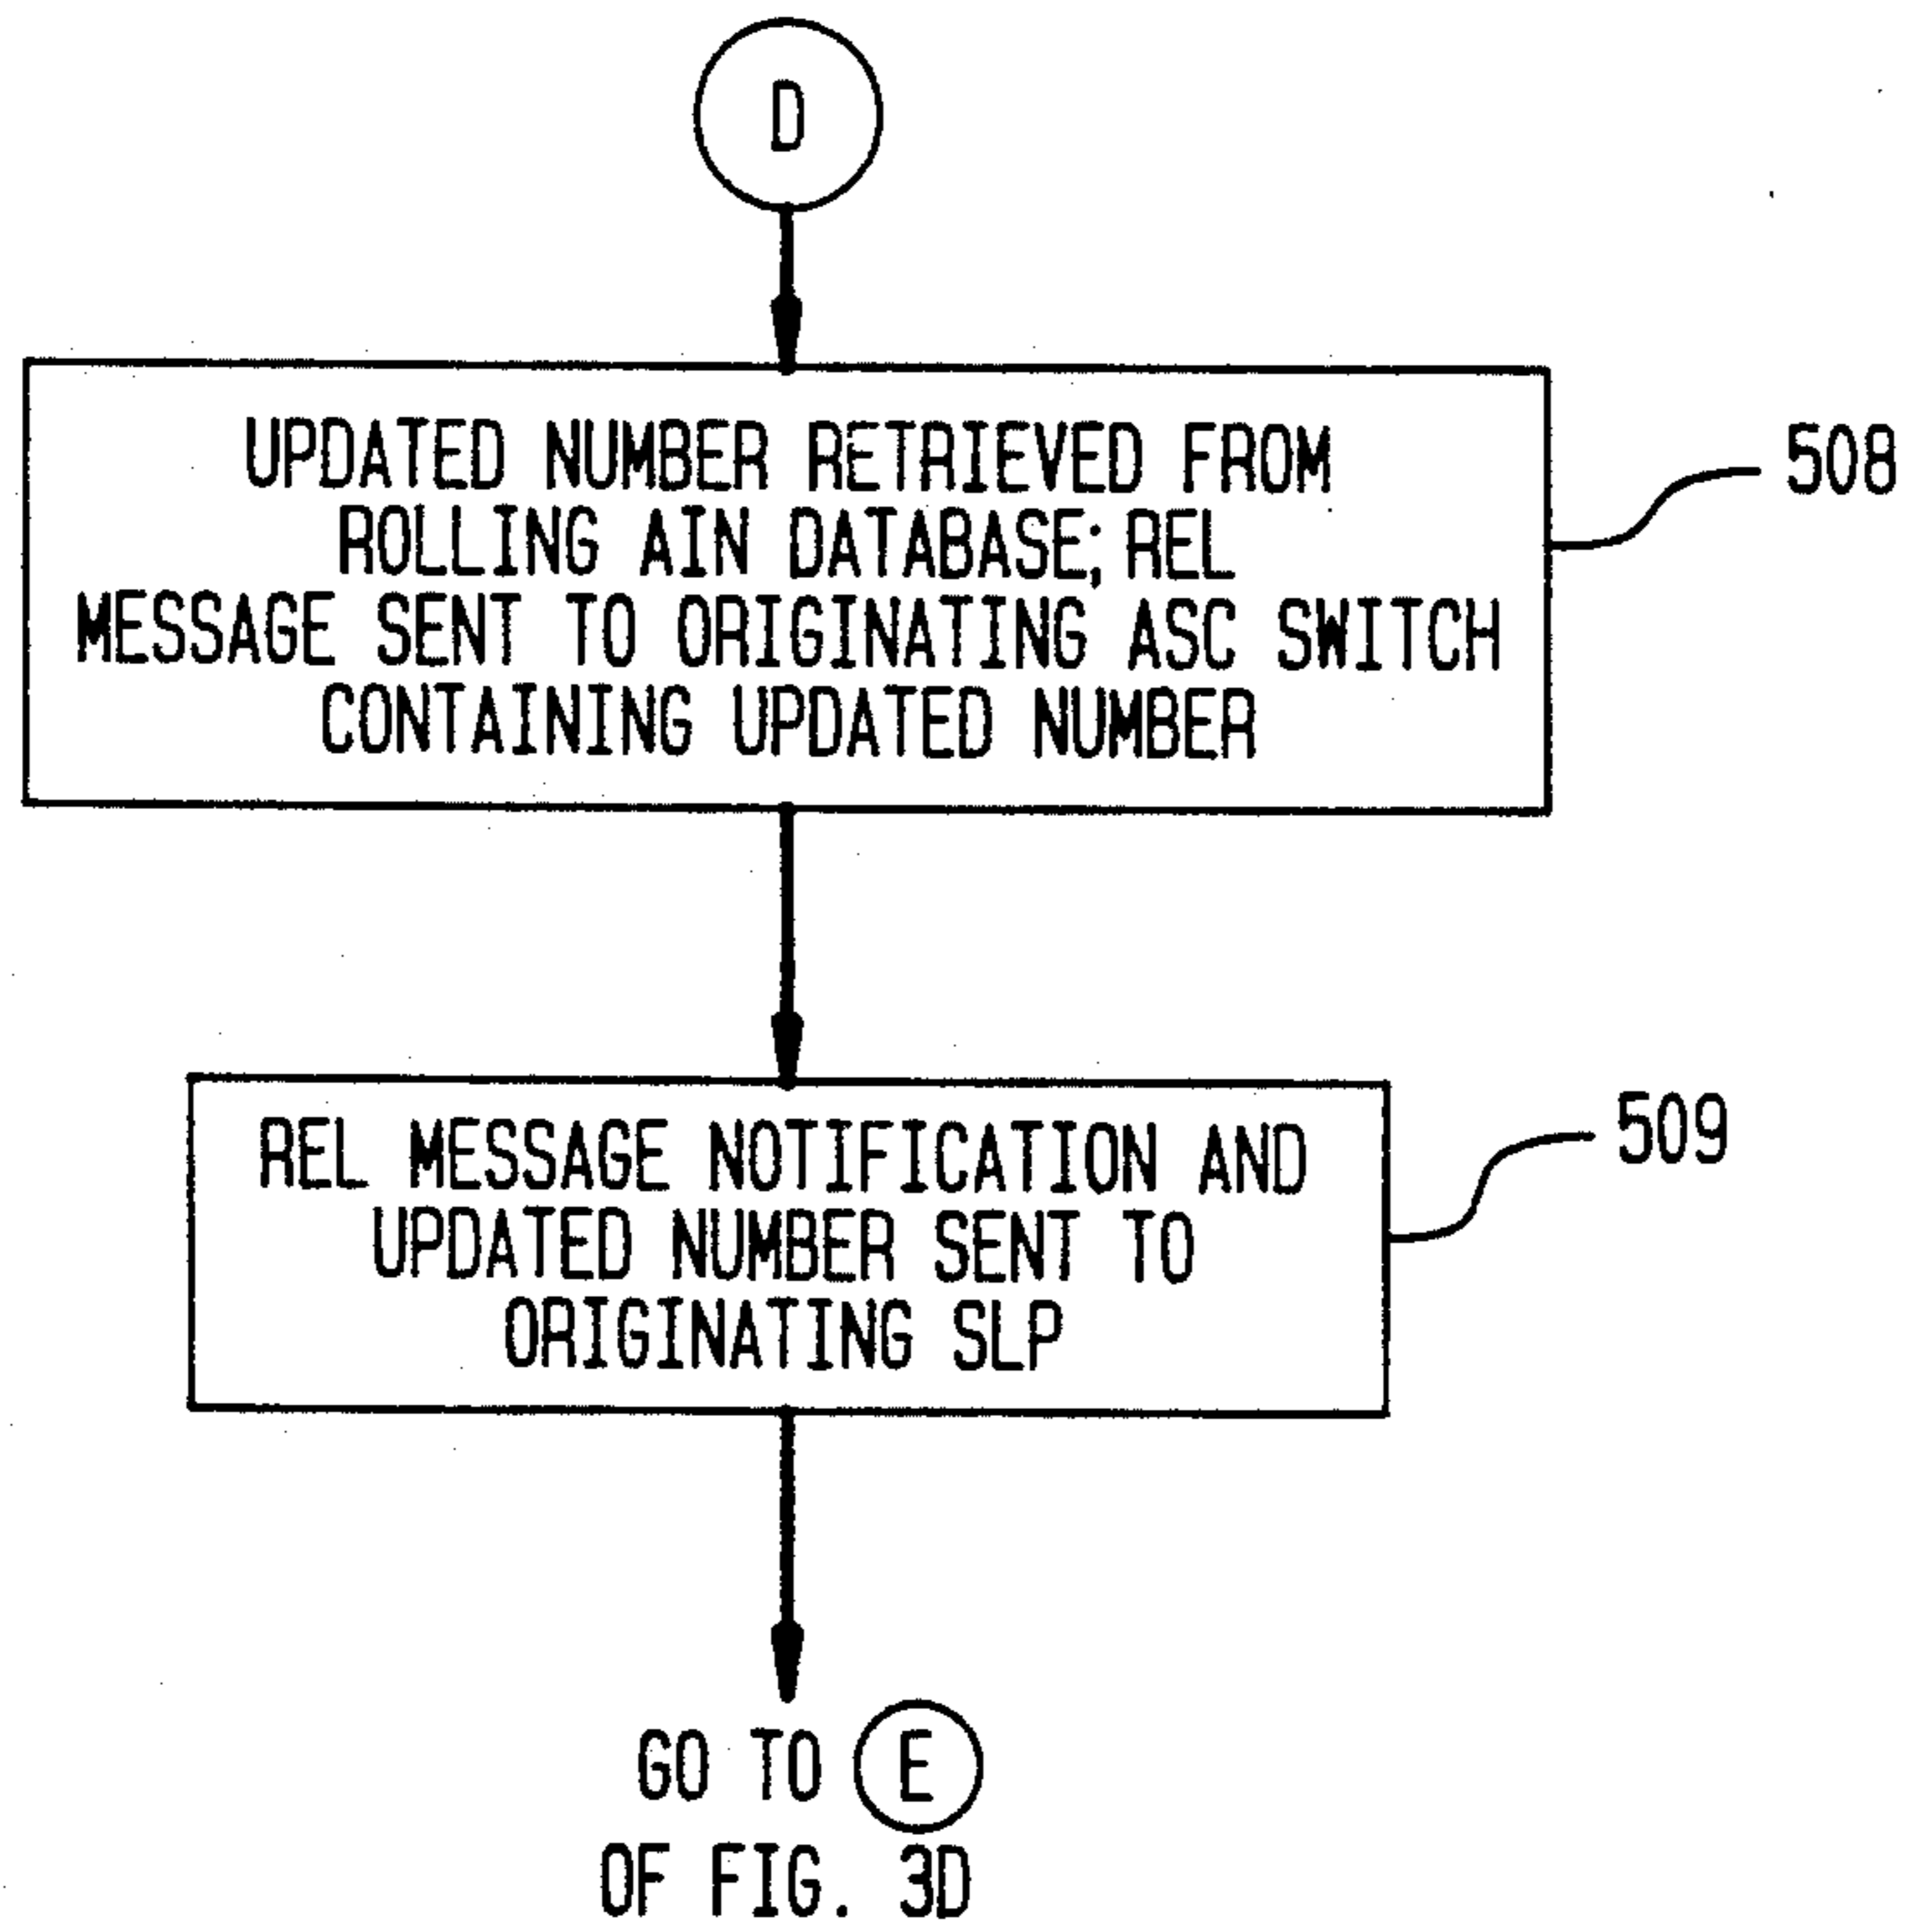 D
UPDATED NUMBER RETRIEVED FROM
ROLLING AIN DATABASE; REL
MESSAGE SENT TO ORIGINATING ASC SWITCH
CONTAINING UPDATED NUMBER
508
REL MESSAGE NOTIFICATION AND
UPDATED NUMBER SENT TO
ORIGINATING SLP
509
GO TO E
OF FIG. 3D